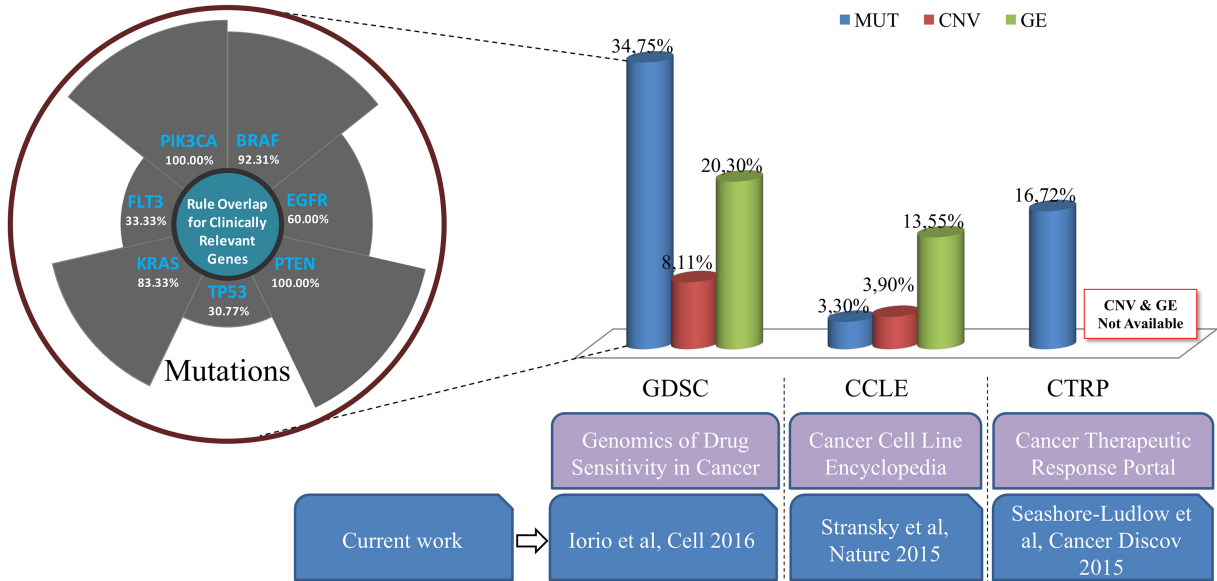 MUT CNV GE
34,75%
8,11%
20,30%
3,30%
3,90%
13,55%
16,72%
CNV & GE
Not Available
PIK3CA
100.00%
BRAF
92.31%
FLT3
33.33%
EGFR
60.00%
Rule Overlap
for Clinically
Relevant
Genes
KRAS
83.33%
PTEN
100.00%
TP53
30.77%
Mutations
GDSC
CCLE
CTRP
Genomics of Drug
Sensitivity in Cancer
Cancer Cell Line
Encyclopedia
Cancer Therapeutic
Response Portal
Current work
Iorio et al, Cell 2016
Stransky et al,
Nature 2015
Seashore-Ludlow et
al, Cancer Discov
2015